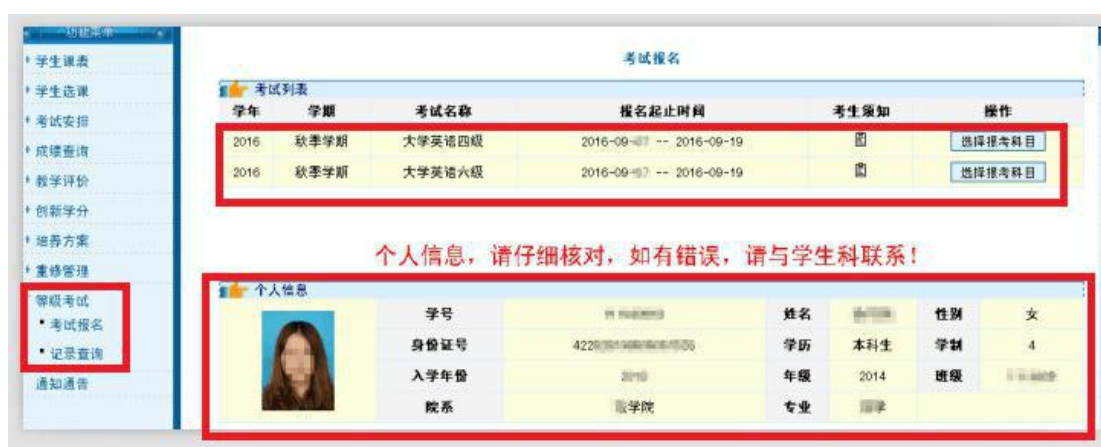 功能菜单
学生课表
学生选课
考试安排
成绩查询
教学评价
创新学分
培养方案
重修管理
等级考试
考试报名
记录查询
通知通告
考试报名
考试列表
学年 学期 考试名称 报名起止时间 考生须知 操作
2016 秋季学期 大学英语四级 2016-09- -- 2016-09-19 选择报考科目
2016 秋季学期 大学英语六级 2016-09- -- 2016-09-19 选择报考科目
个人信息，请仔细核对，如有错误，请与学生科联系！
个人信息
学号 姓名 性别 女
身份证号 422 学历 本科生 学制 4
入学年份 年级 2014 班级
院系 学院 专业